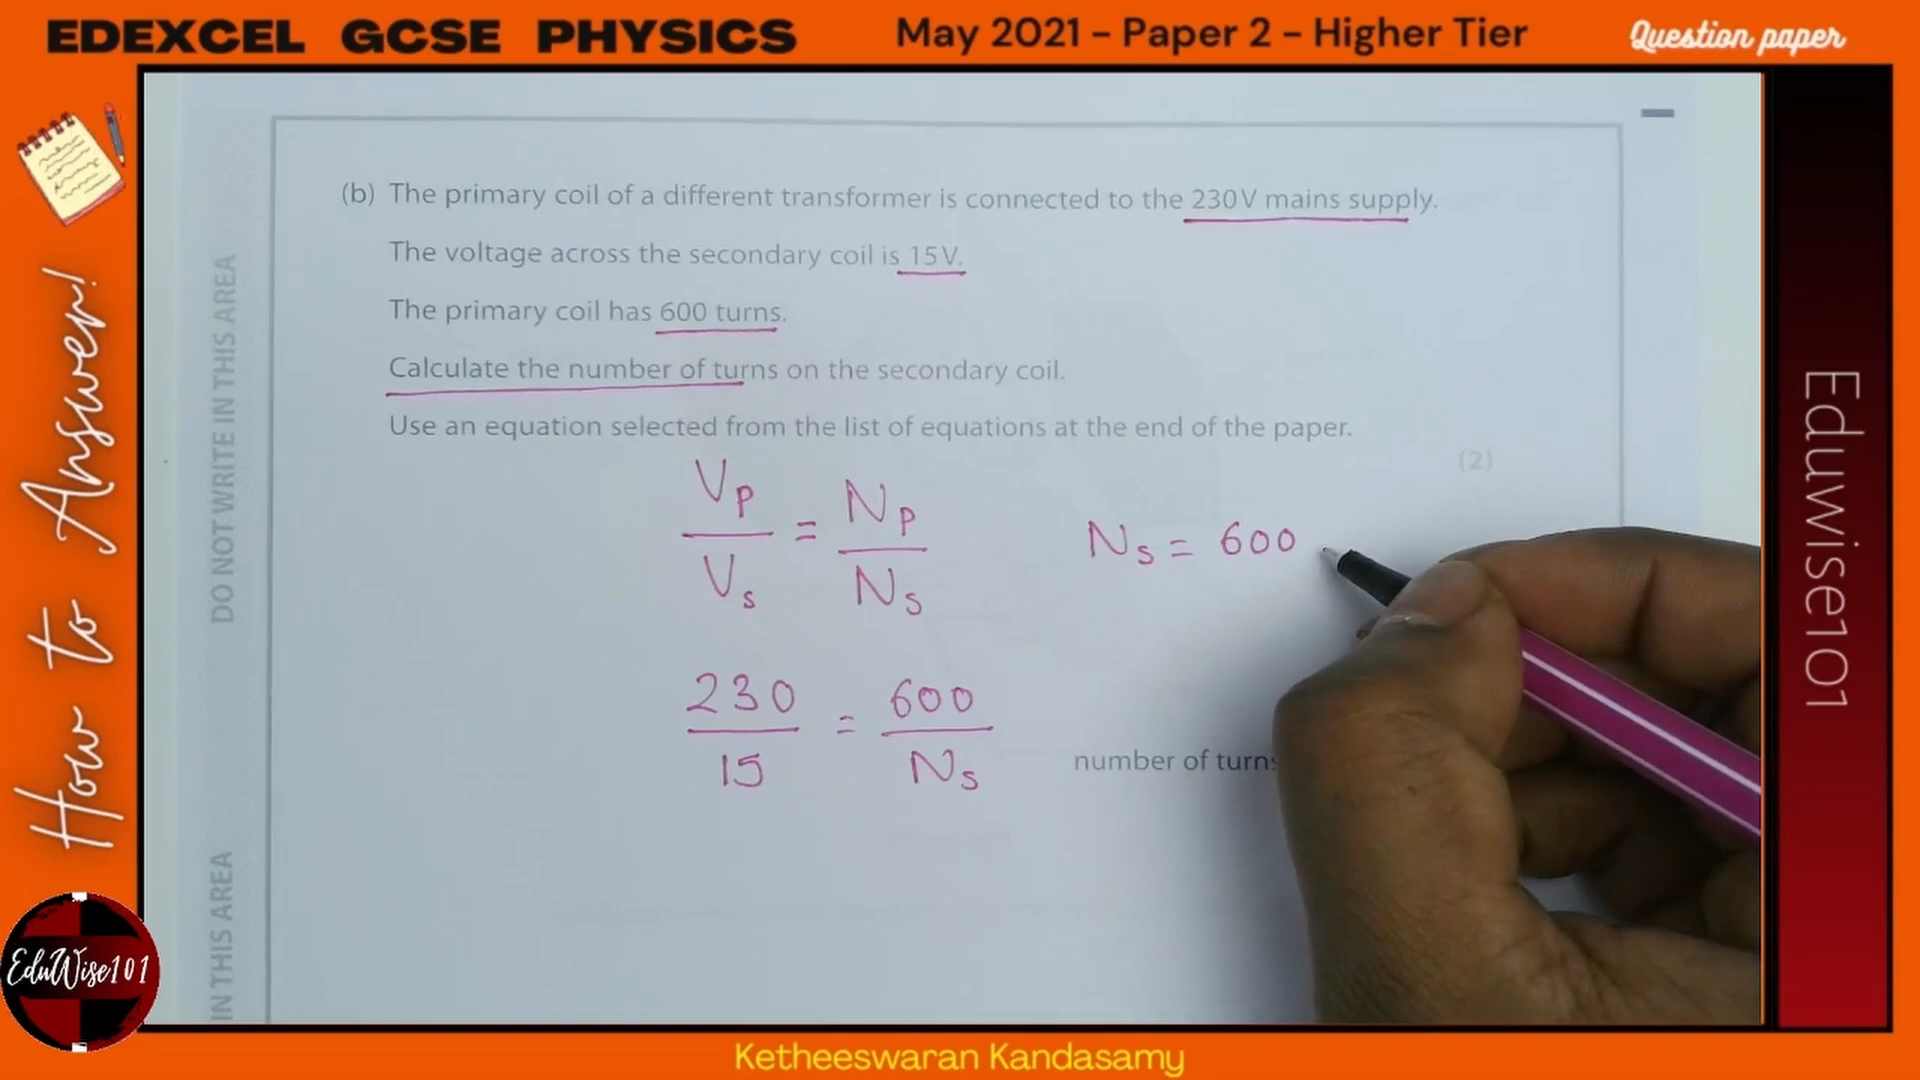 EDEXCEL GCSE PHYSICS
May 2021 - Paper 2 - Higher Tier
Question paper
How to Answer!
Eduwise101
DO NOT WRITE IN THIS AREA
IN THIS AREA
(b) The primary coil of a different transformer is connected to the 230 V mains supply.
The voltage across the secondary coil is 15 V.
The primary coil has 600 turns.
Calculate the number of turns on the secondary coil.
Use an equation selected from the list of equations at the end of the paper.
(2)
Vp
Vs
=
Np
Ns
230
15
=
600
Ns
Ns = 600
number of turns
EduWise101
Ketheeswaran Kandasamy